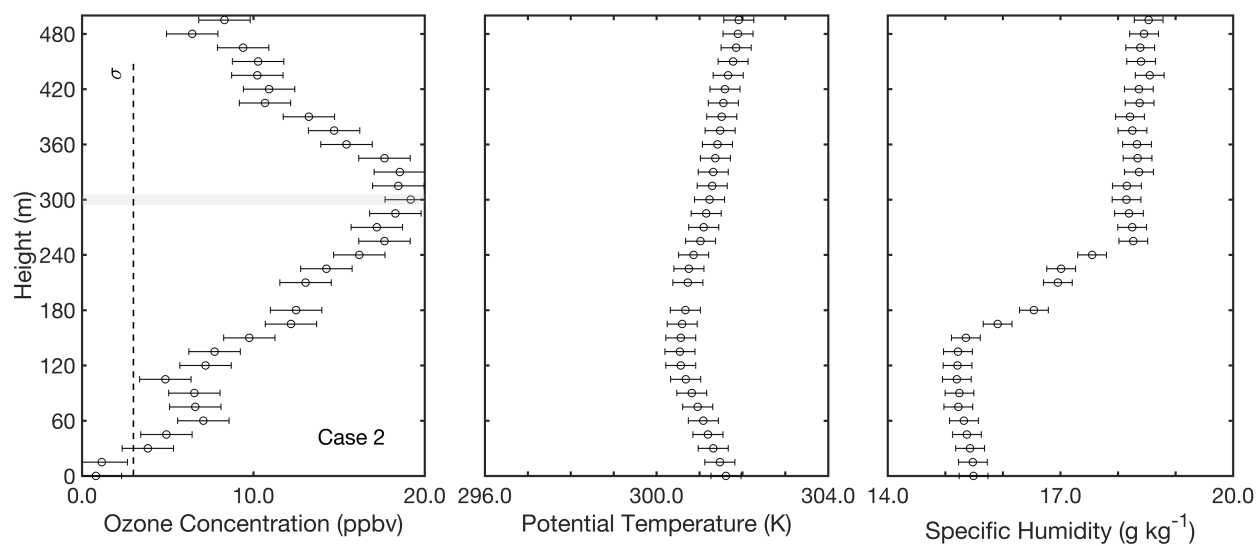 480
420
360
300
240
180
120
60
0
Height (m)
σ
Case 2
0.0 10.0 20.0
Ozone Concentration (ppbv)
296.0 300.0 304.0
Potential Temperature (K)
14.0 17.0 20.0
Specific Humidity (g kg⁻¹)